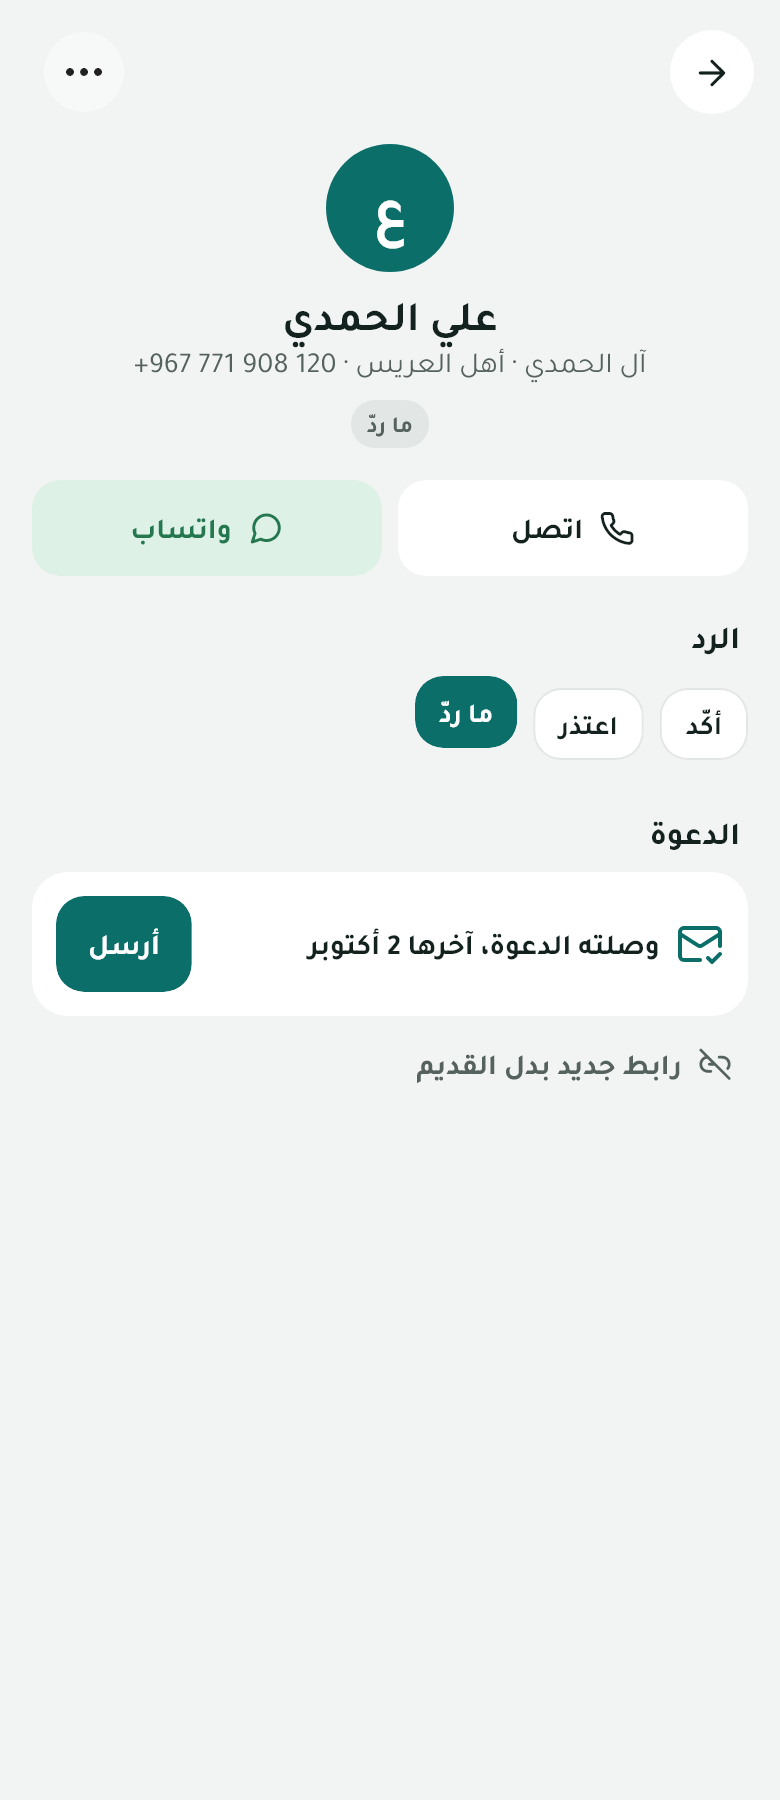 ع
علي الحمدي
آل الحمدي · أهل العريس · 120 908 771 967+
ما ردّ
اتصل
واتساب
الرد
أكّد
اعتذر
ما ردّ
الدعوة
وصلته الدعوة، آخرها 2 أكتوبر
أرسل
رابط جديد بدل القديم